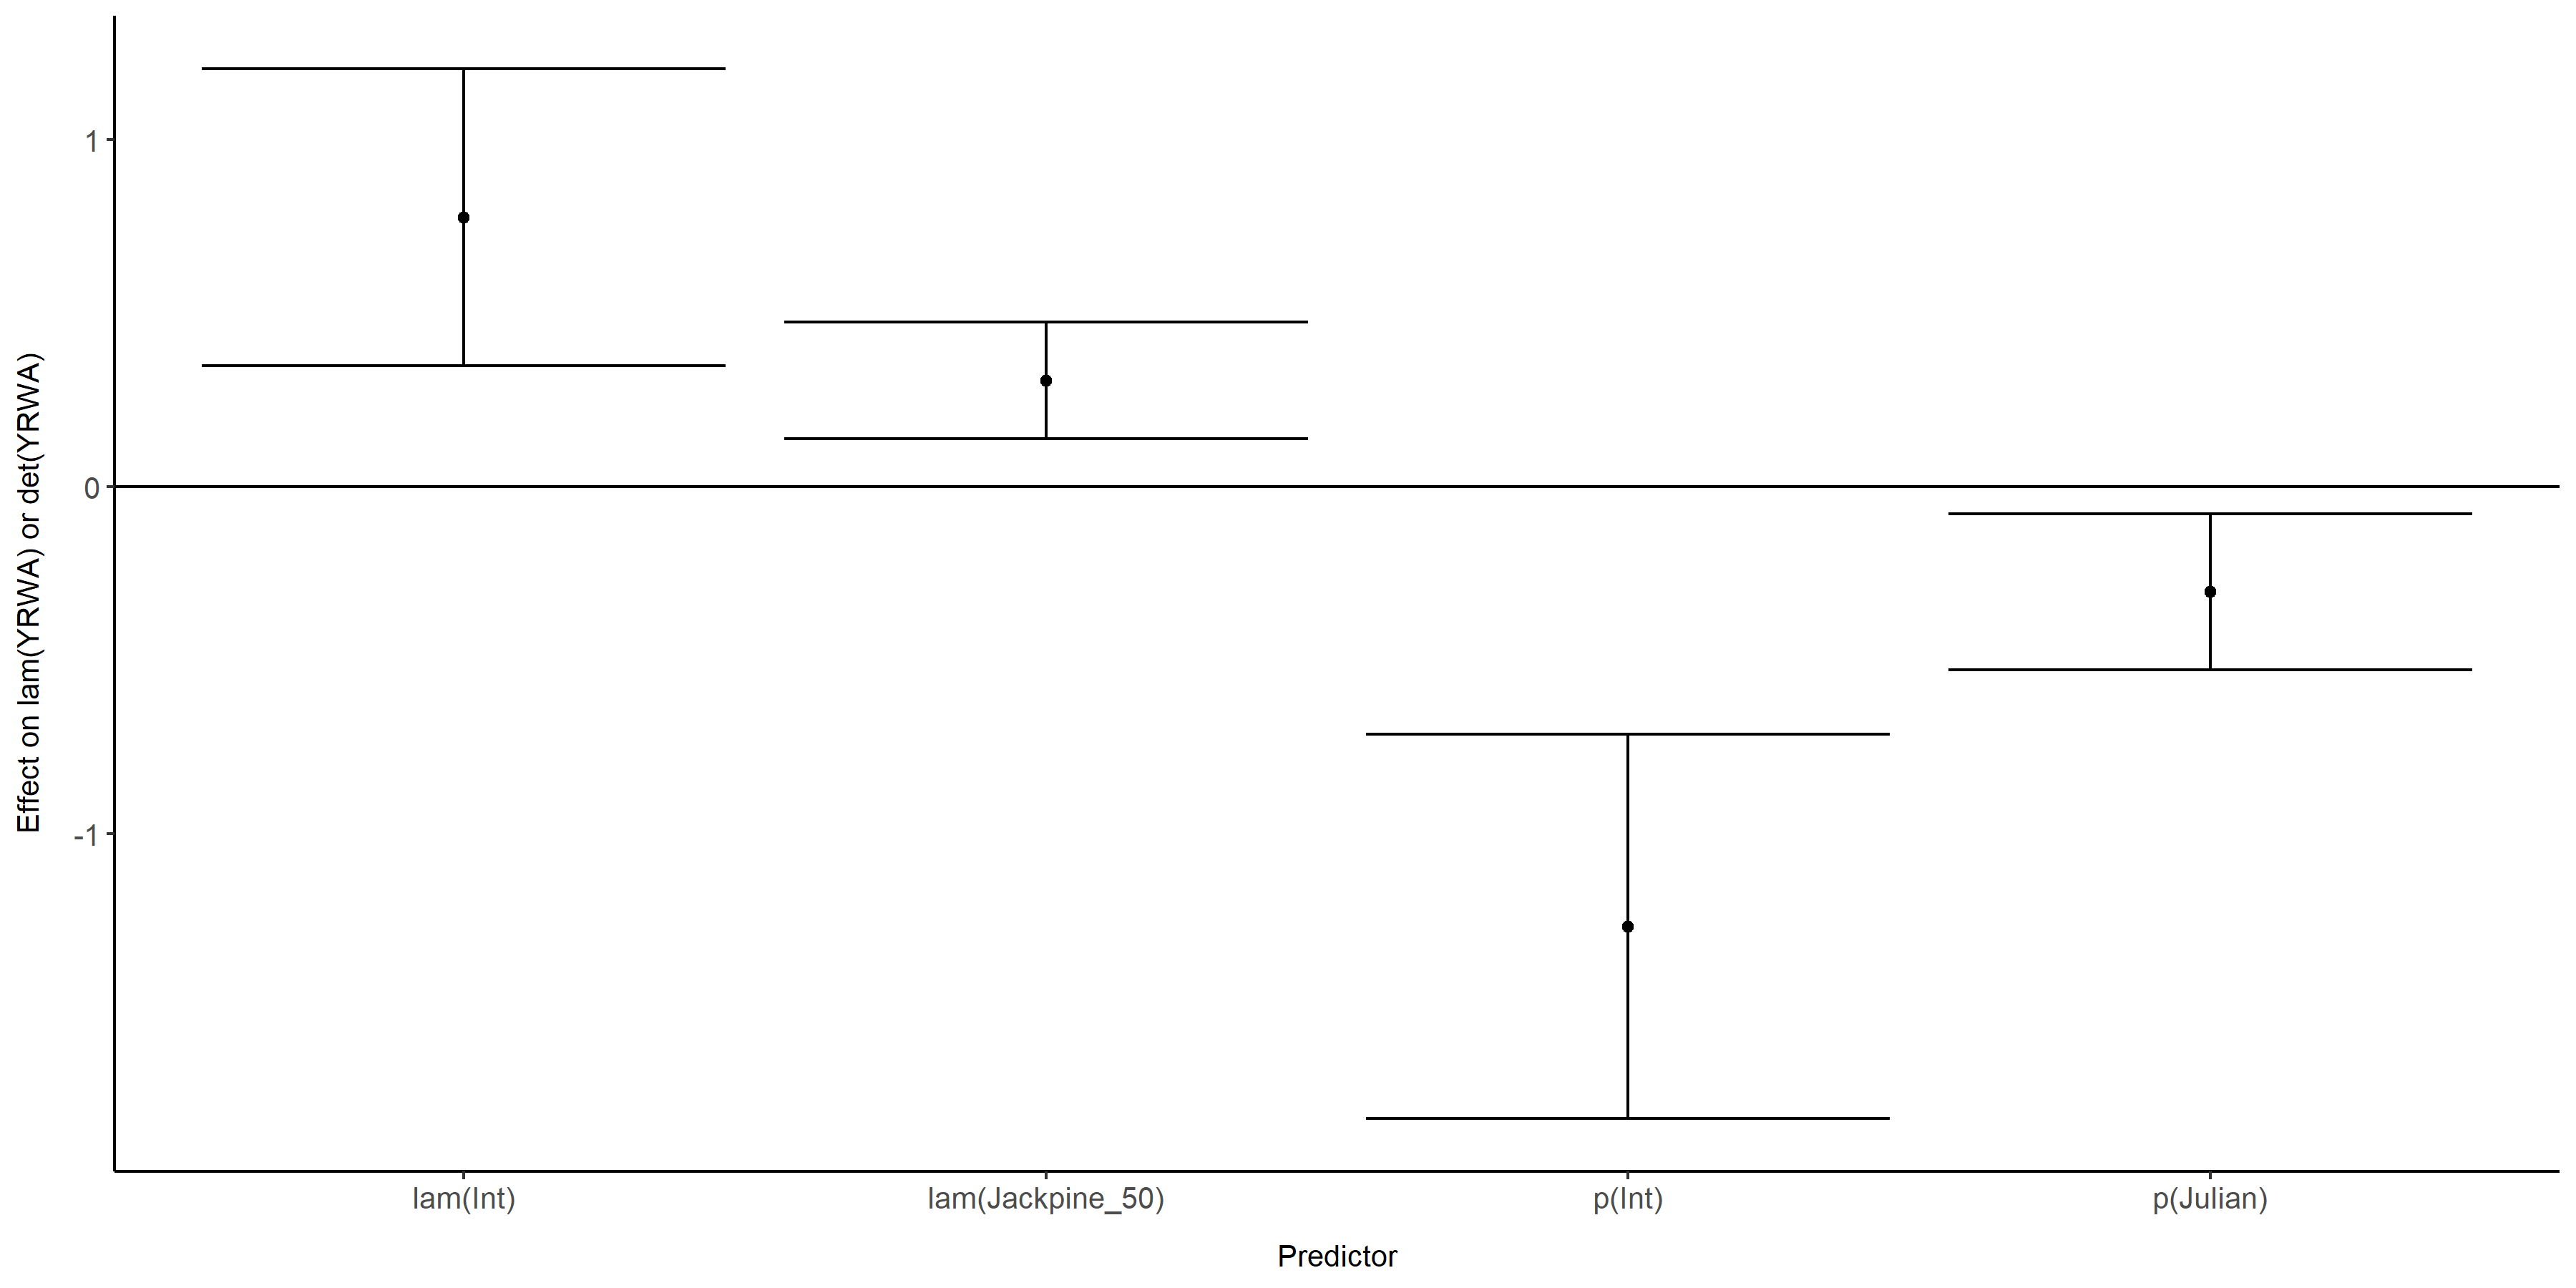 Effect on lam(YRWA) or det(YRWA)
1
0
-1
lam(Int)
lam(Jackpine_50)
p(Int)
p(Julian)
Predictor